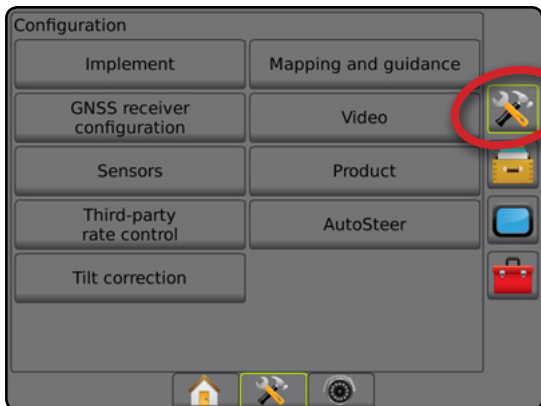 Configuration
Implement
Mapping and guidance
GNSS receiver
configuration
Video
Sensors
Product
Third-party
rate control
AutoSteer
Tilt correction